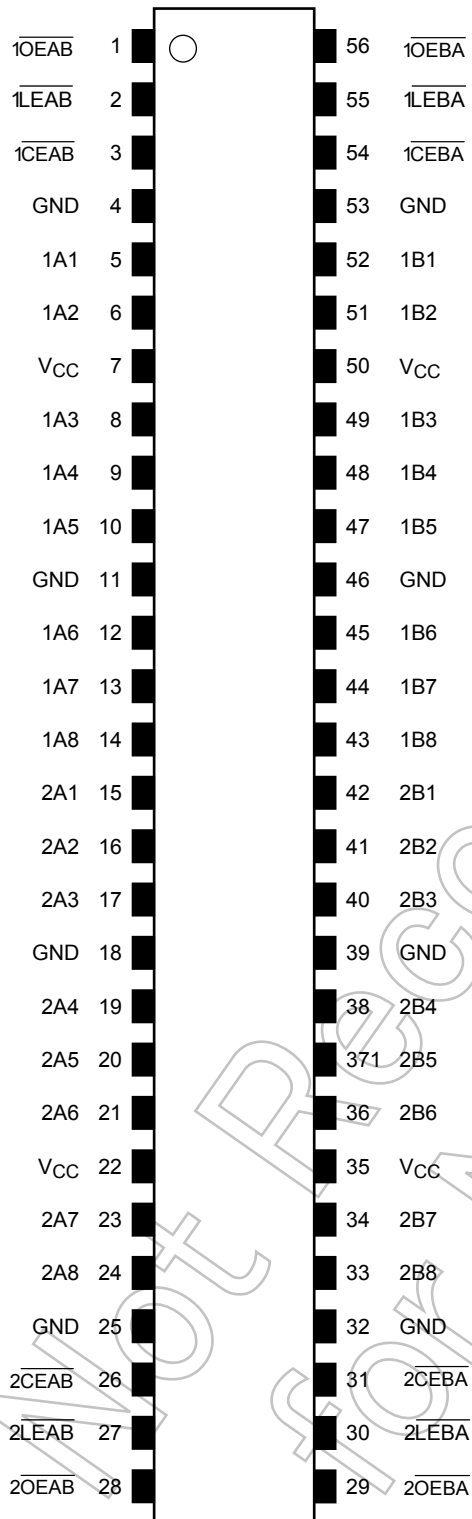 1OEAB 1 56 1OEBA
1LEAB 2 55 1LEBA
1CEAB 3 54 1CEBA
GND 4 53 GND
1A1 5 52 1B1
1A2 6 51 1B2
VCC 7 50 VCC
1A3 8 49 1B3
1A4 9 48 1B4
1A5 10 47 1B5
GND 11 46 GND
1A6 12 45 1B6
1A7 13 44 1B7
1A8 14 43 1B8
2A1 15 42 2B1
2A2 16 41 2B2
2A3 17 40 2B3
GND 18 39 GND
2A4 19 38 2B4
2A5 20 371 2B5
2A6 21 36 2B6
VCC 22 35 VCC
2A7 23 34 2B7
2A8 24 33 2B8
GND 25 32 GND
2CEAB 26 31 2CEBA
2LEAB 27 30 2LEBA
2OEAB 28 29 2OEBA
Not Reco
for